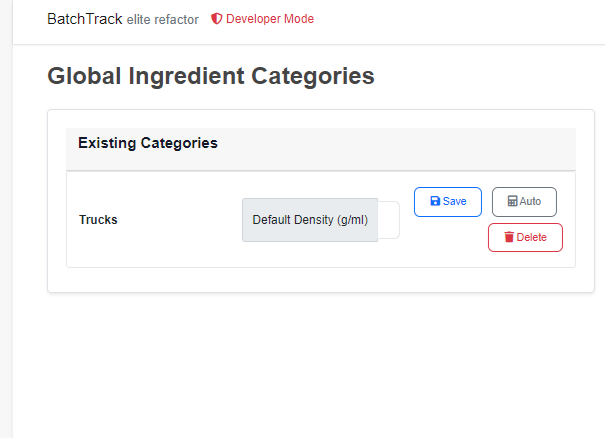 BatchTrack elite refactor Developer Mode
Global Ingredient Categories
Existing Categories
Trucks Default Density (g/ml) Save Auto
Delete